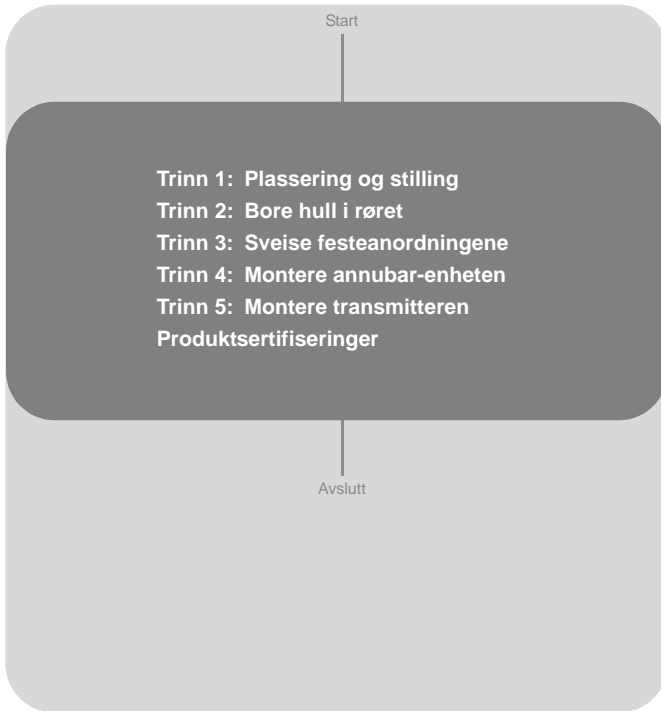 Start
Trinn 1: Plassering og stilling
Trinn 2: Bore hull i røret
Trinn 3: Sveise festeanordningene
Trinn 4: Montere annubar-enheten
Trinn 5: Montere transmitteren
Produktsertifiseringer
Avslutt